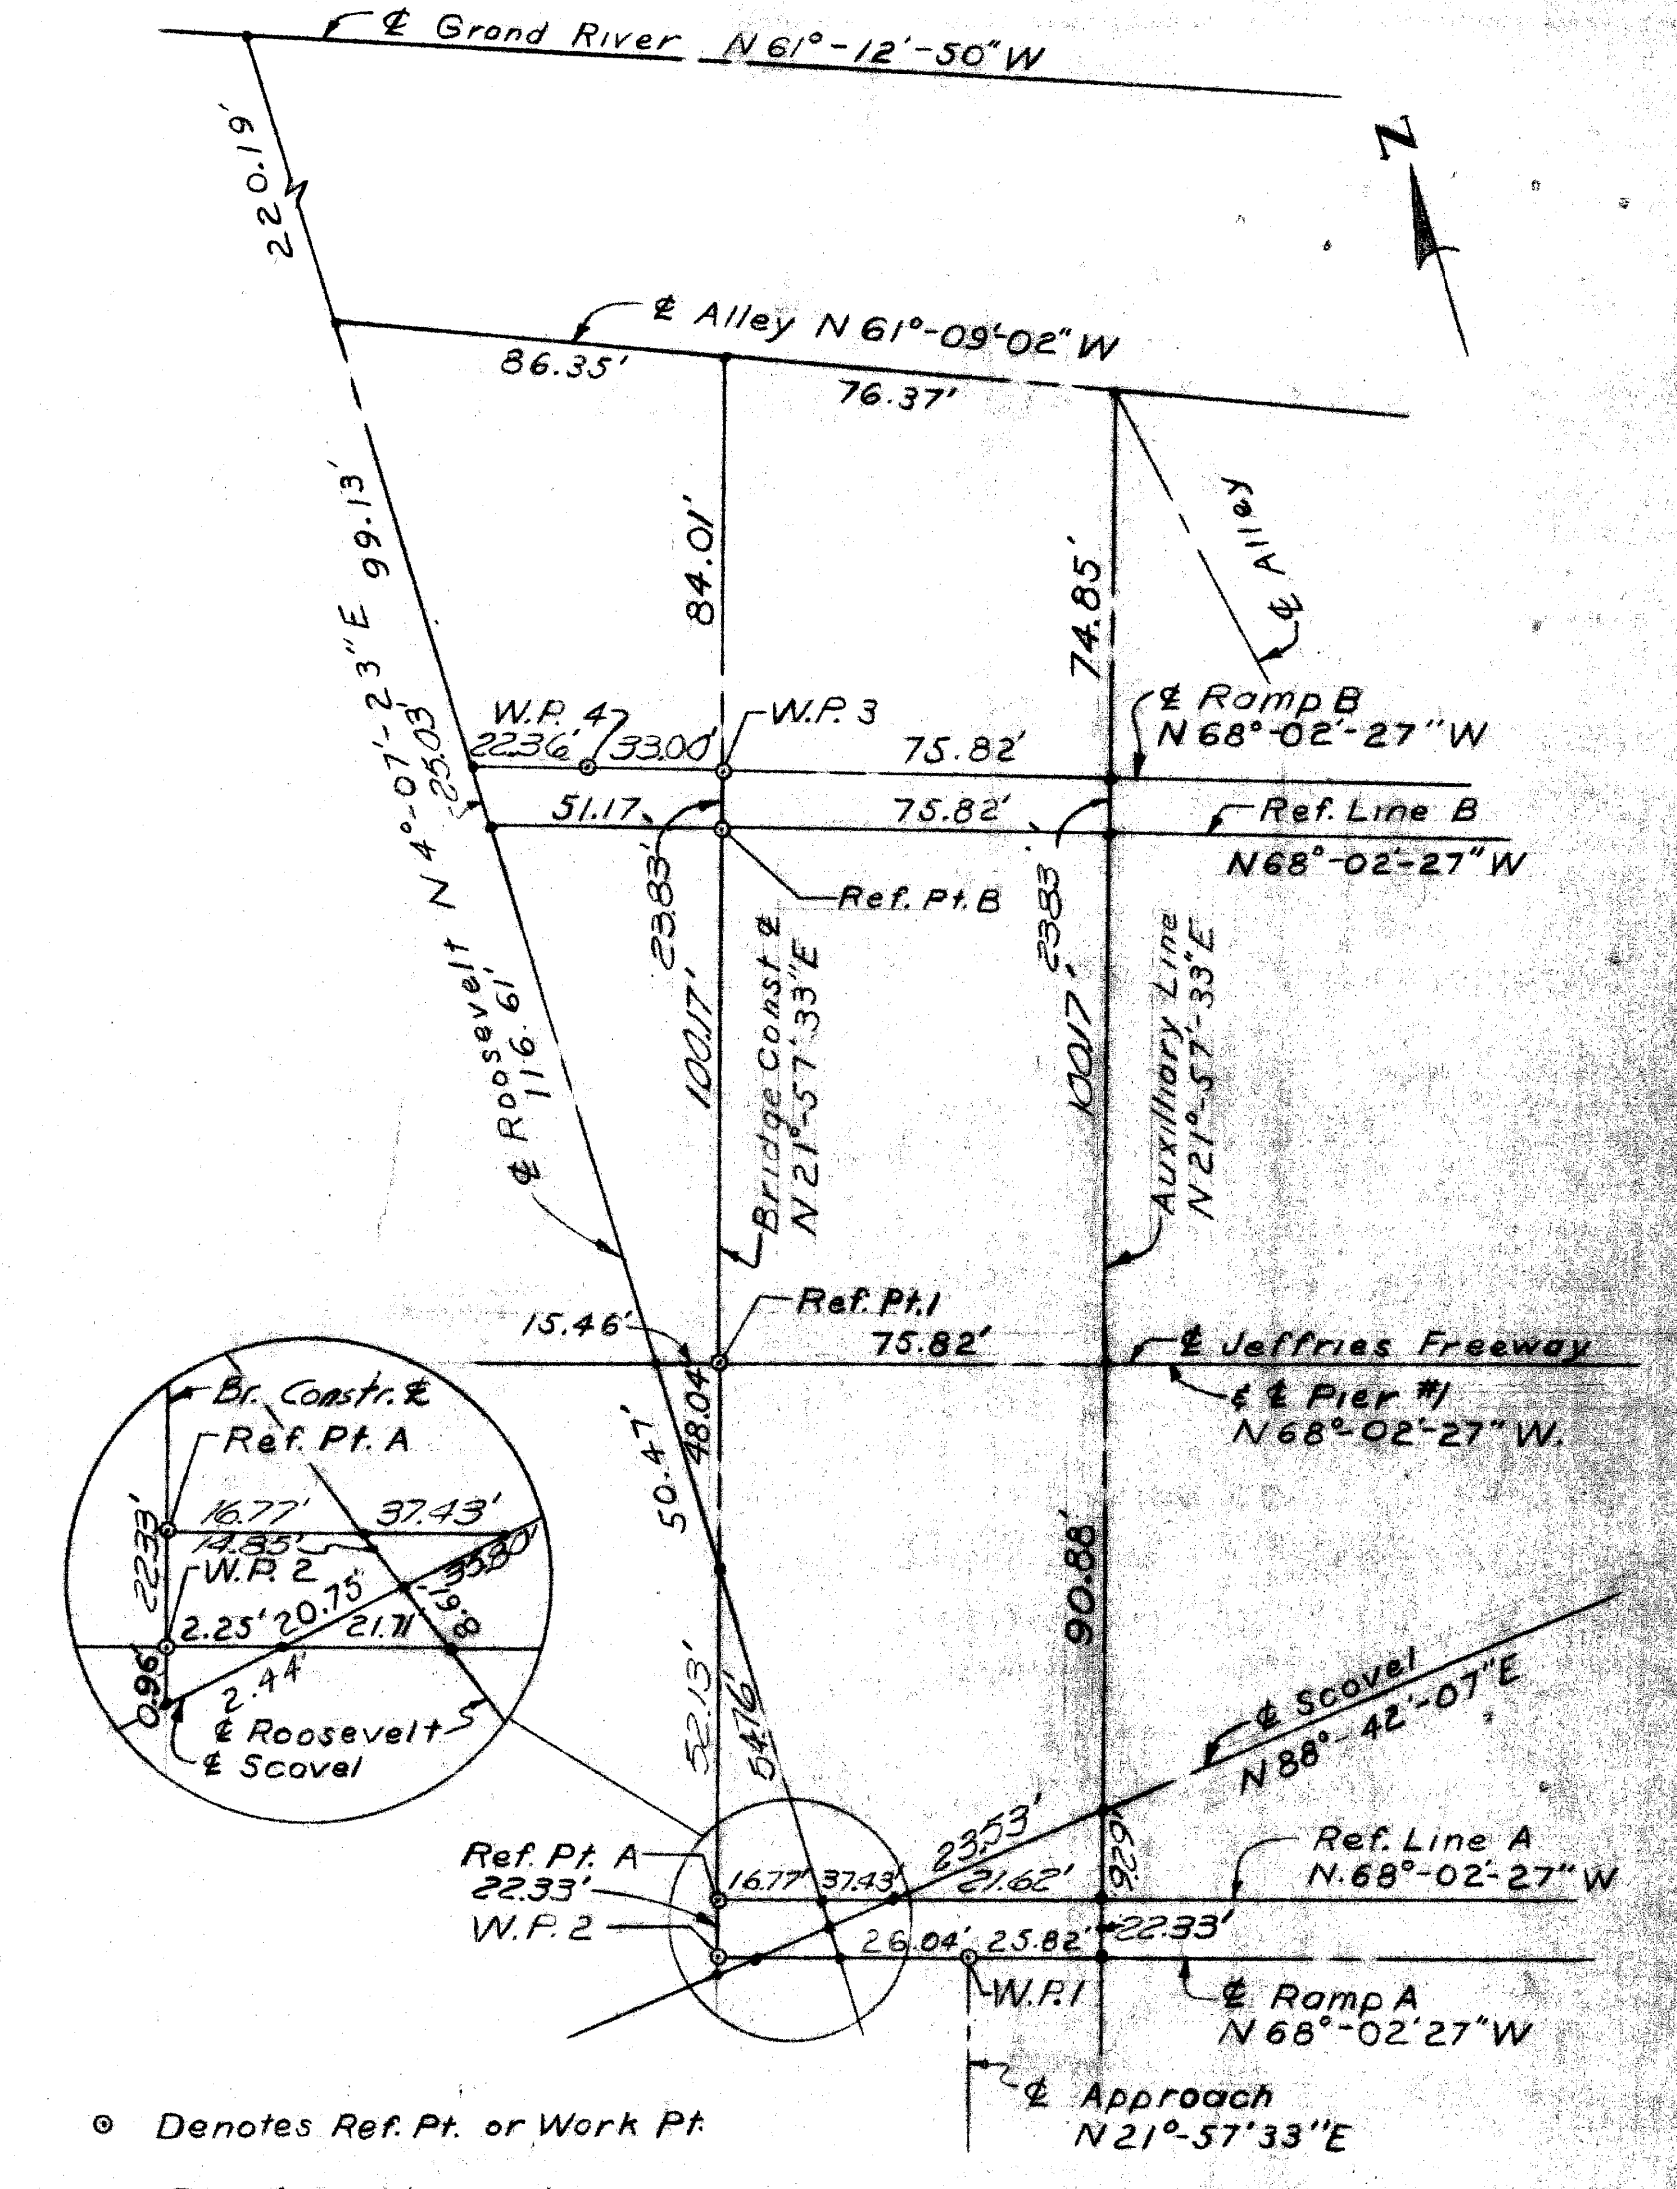 ℄ Grand River N 61°-12'-50" W
220.19'
N
℄ Alley N 61°-09'-02" W
86.35'
76.37'
℄ Roosevelt N 4°-07'-23" E 99.13'
84.01'
74.85'
℄ Alley
W.P. 4
22.36' 33.00'
W.P. 3
75.82'
℄ Ramp B
N 68°-02'-27" W
25.03'
51.17'
75.82'
Ref. Line B
N 68°-02'-27" W
23.83'
Ref. Pt. B
23.83'
116.61'
100.17'
Bridge Const ℄
N 21°-57'33"E
100.17'
Auxilliary Line
N 21°-57'-33"E
15.46'
Ref. Pt. 1
75.82'
℄ Jeffries Freeway
& ℄ Pier #1
N 68°-02'-27" W.
50.47'
48.04'
Br. Constr. ℄
Ref. Pt. A
16.77' 37.43'
14.85'
22.33'
W.P. 2
35.30'
20.75'
19.8
2.25'
21.71'
0.96'
2.44'
℄ Roosevelt
℄ Scovel
90.88'
52.13'
54.76'
℄ Scovel
N 88°-42'-07"E
23.53'
9.29'
Ref. Pt. A
22.33'
W.P. 2
16.77' 37.43' 21.62'
Ref. Line A
N. 68°-02'-27" W
26.04' 25.82' 22.33'
W.P. 1
℄ Ramp A
N 68°-02'27" W
℄ Approach
N 21°-57'33"E
⊙ Denotes Ref. Pt. or Work Pt.